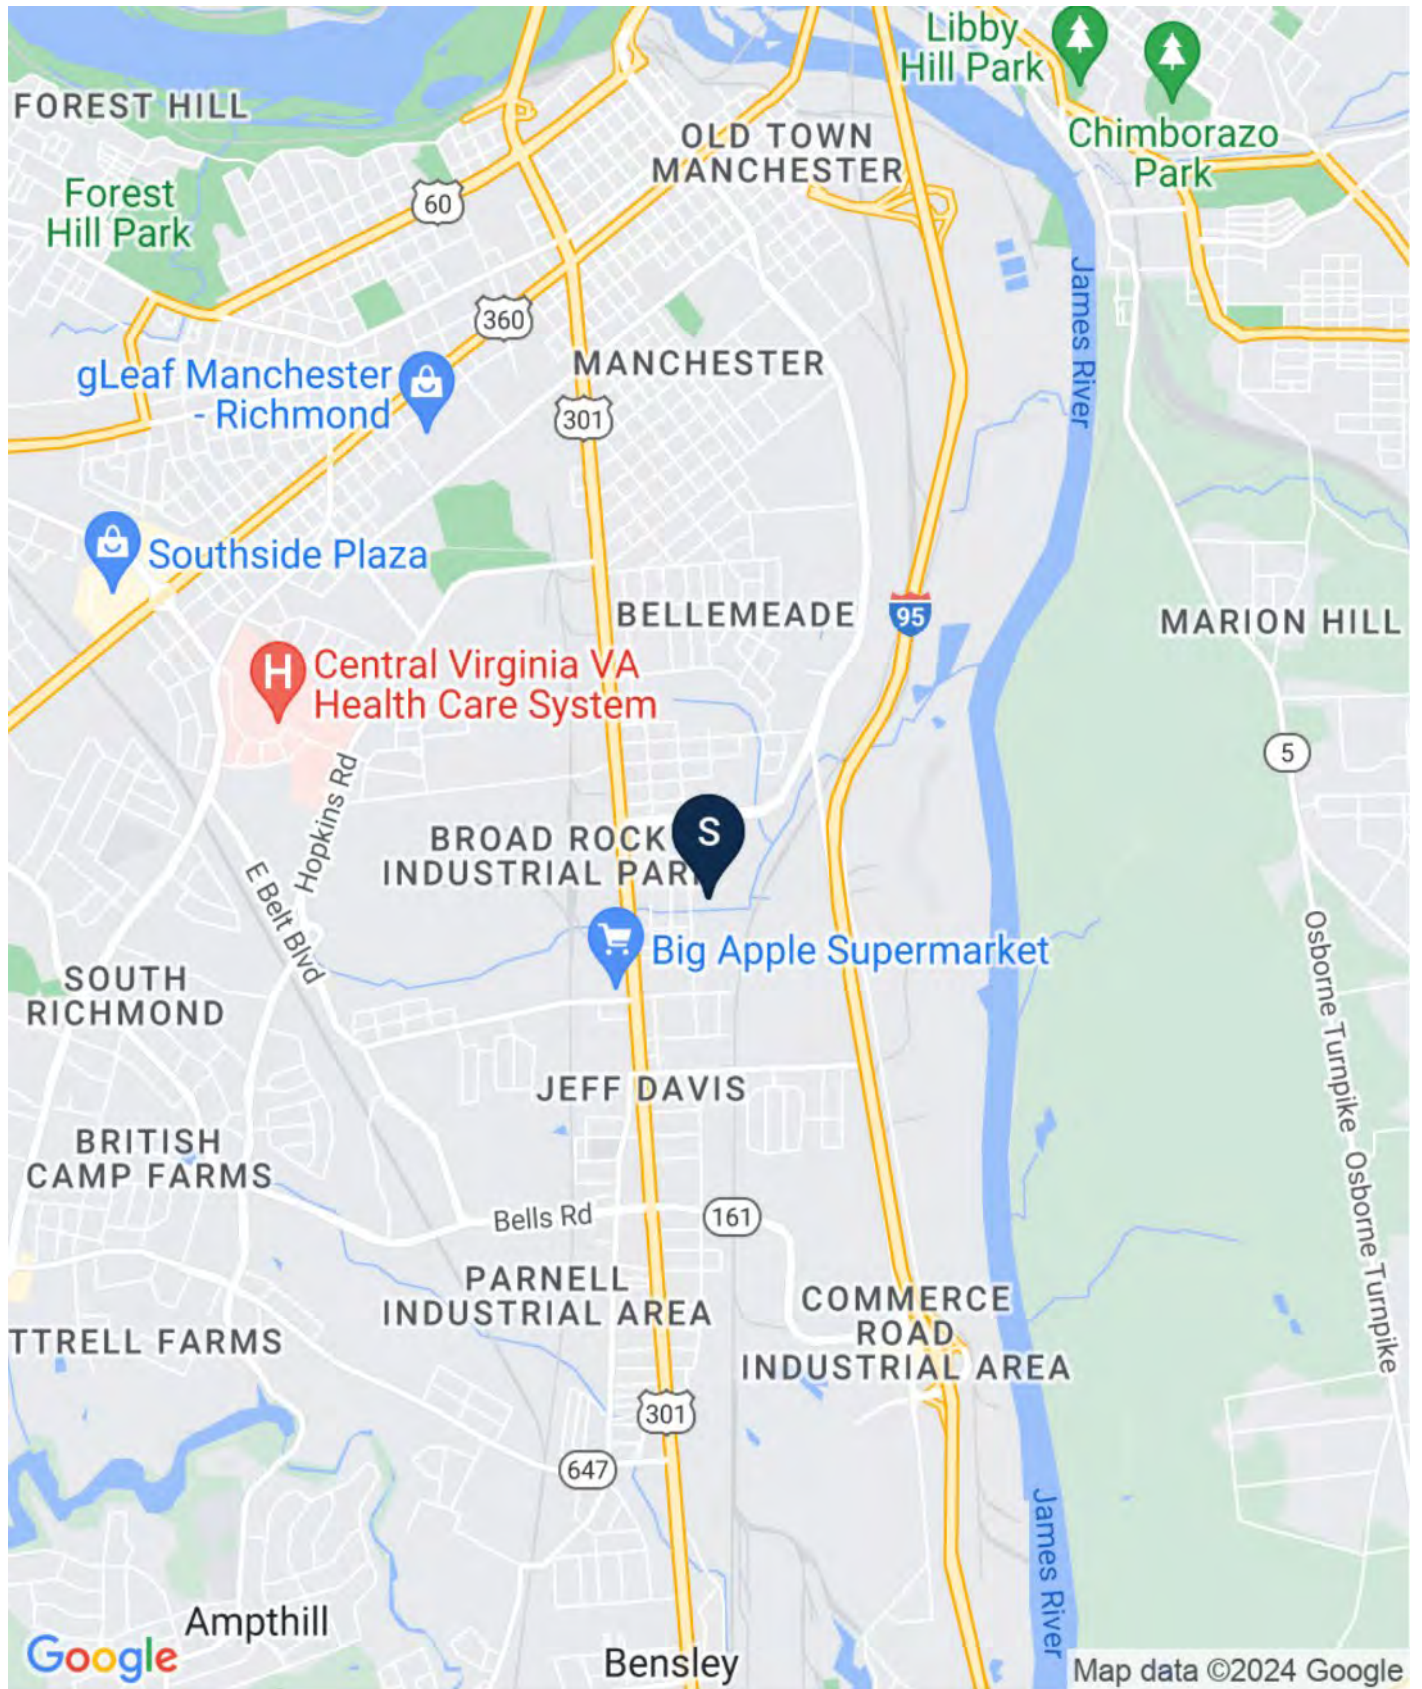 Libby
Hill Park
FOREST HILL
Chimborazo
Park
OLD TOWN
MANCHESTER
Forest
Hill Park
60
James River
360
MANCHESTER
gLeaf Manchester
- Richmond
301
Southside Plaza
BELLEMEADE
95
MARION HILL
H
Central Virginia VA
Health Care System
5
Hopkins Rd
S
BROAD ROCK
INDUSTRIAL PARK
E Belt Blvd
Big Apple Supermarket
Osborne Turnpike
SOUTH
RICHMOND
JEFF DAVIS
BRITISH
CAMP FARMS
Osborne Turnpike
Bells Rd
161
PARNELL
INDUSTRIAL AREA
COMMERCE
ROAD
INDUSTRIAL AREA
TTRELL FARMS
301
647
James River
Ampthill
Google
Bensley
Map data ©2024 Google